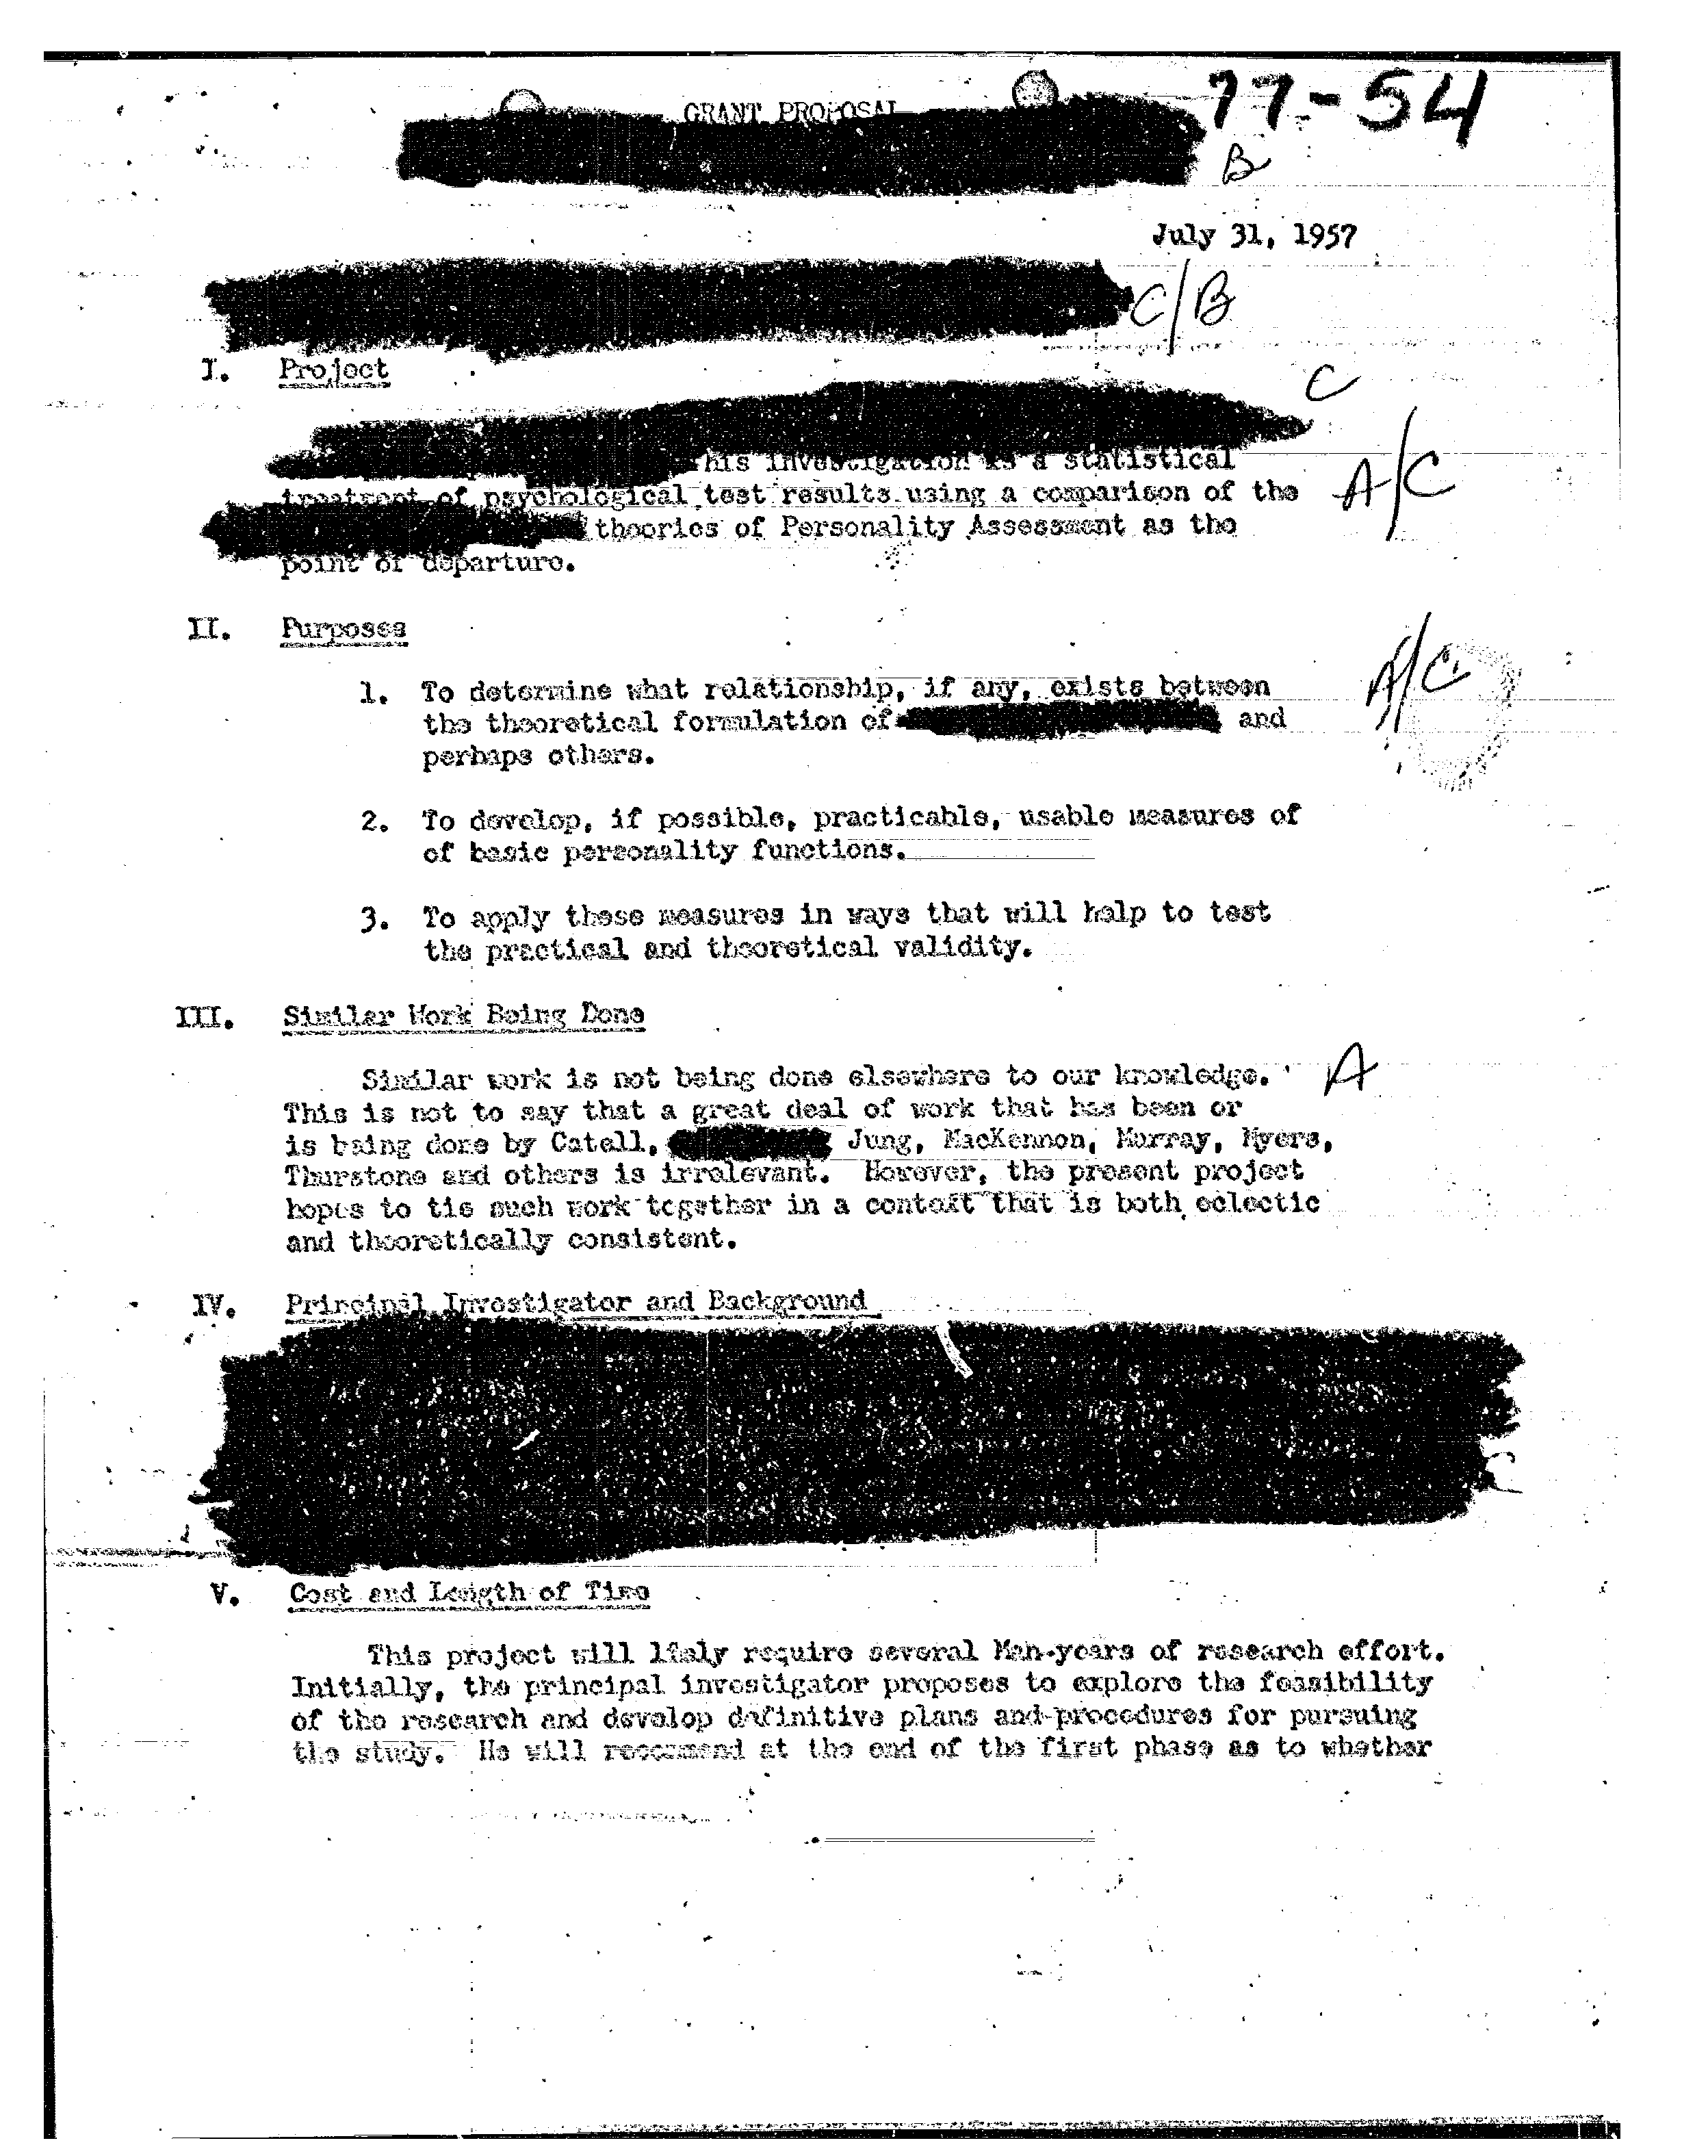 GRANT PROPOSAL
77-54
B
July 31, 1957
C/B
I. Project
C
This investigation is a statistical
treatment of psychological test results using a comparison of the
A/C
theories of Personality Assessment as the
point of departure.
II. Purposes
A/C
1. To determine what relationship, if any, exists between
the theoretical formulation of and
perhaps others.
2. To develop, if possible, practicable, usable measures of
of basic personality functions.
3. To apply these measures in ways that will help to test
the practical and theoretical validity.
III. Similar Work Being Done
Similar work is not being done elsewhere to our knowledge. A
This is not to say that a great deal of work that has been or
is being done by Catell, Jung, MacKennon, Murray, Myers,
Thurstone and others is irrelevant. However, the present project
hopes to tie such work together in a context that is both eclectic
and theoretically consistent.
IV. Principal Investigator and Background
C
V. Cost and Length of Time
This project will likely require several Man-years of research effort.
Initially, the principal investigator proposes to explore the feasibility
of the research and develop definitive plans and procedures for pursuing
the study. He will recommend at the end of the first phase as to whether